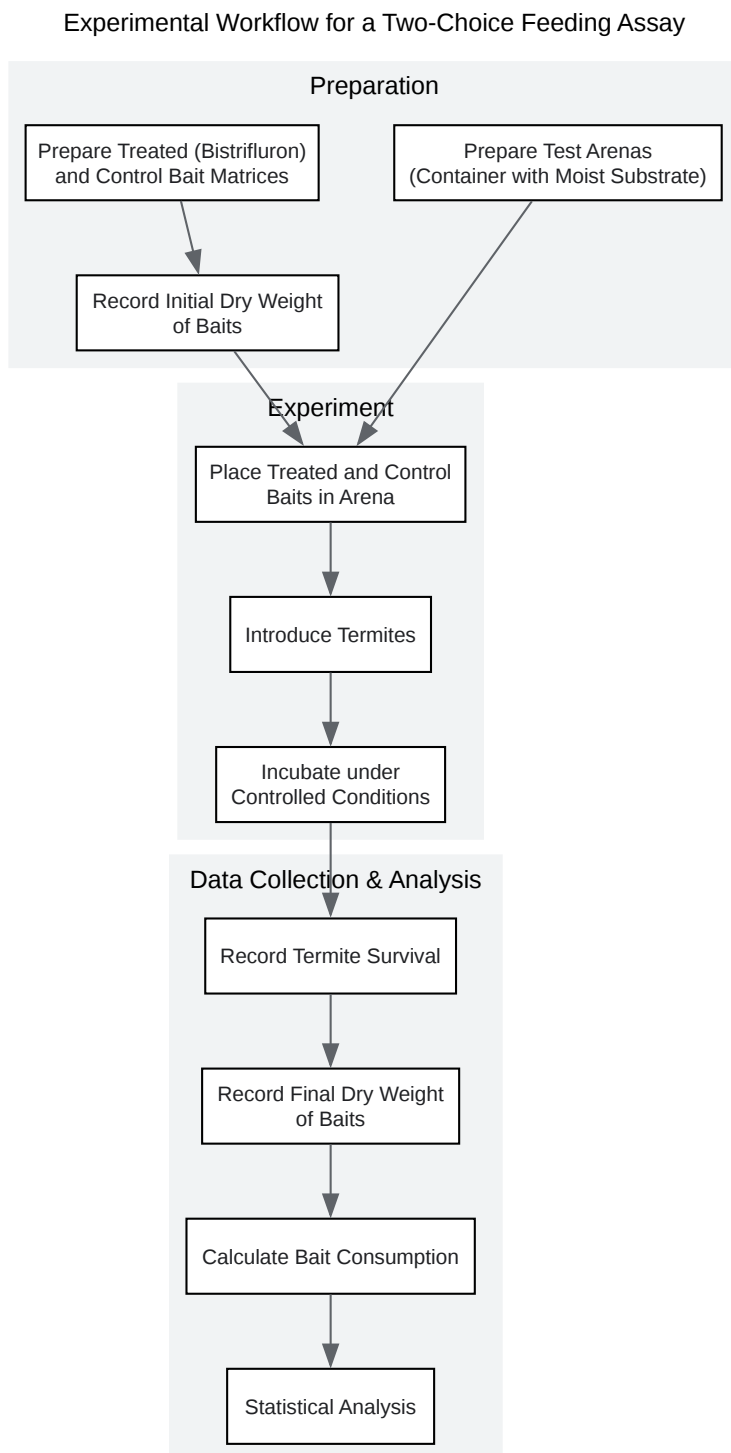 Experimental Workflow for a Two-Choice Feeding Assay
Preparation
Prepare Treated (Bistrifluron)
and Control Bait Matrices
Prepare Test Arenas
(Container with Moist Substrate)
Record Initial Dry Weight
of Baits
Experiment
Place Treated and Control
Baits in Arena
Introduce Termites
Incubate under
Controlled Conditions
Data Collection & Analysis
Record Termite Survival
Record Final Dry Weight
of Baits
Calculate Bait Consumption
Statistical Analysis